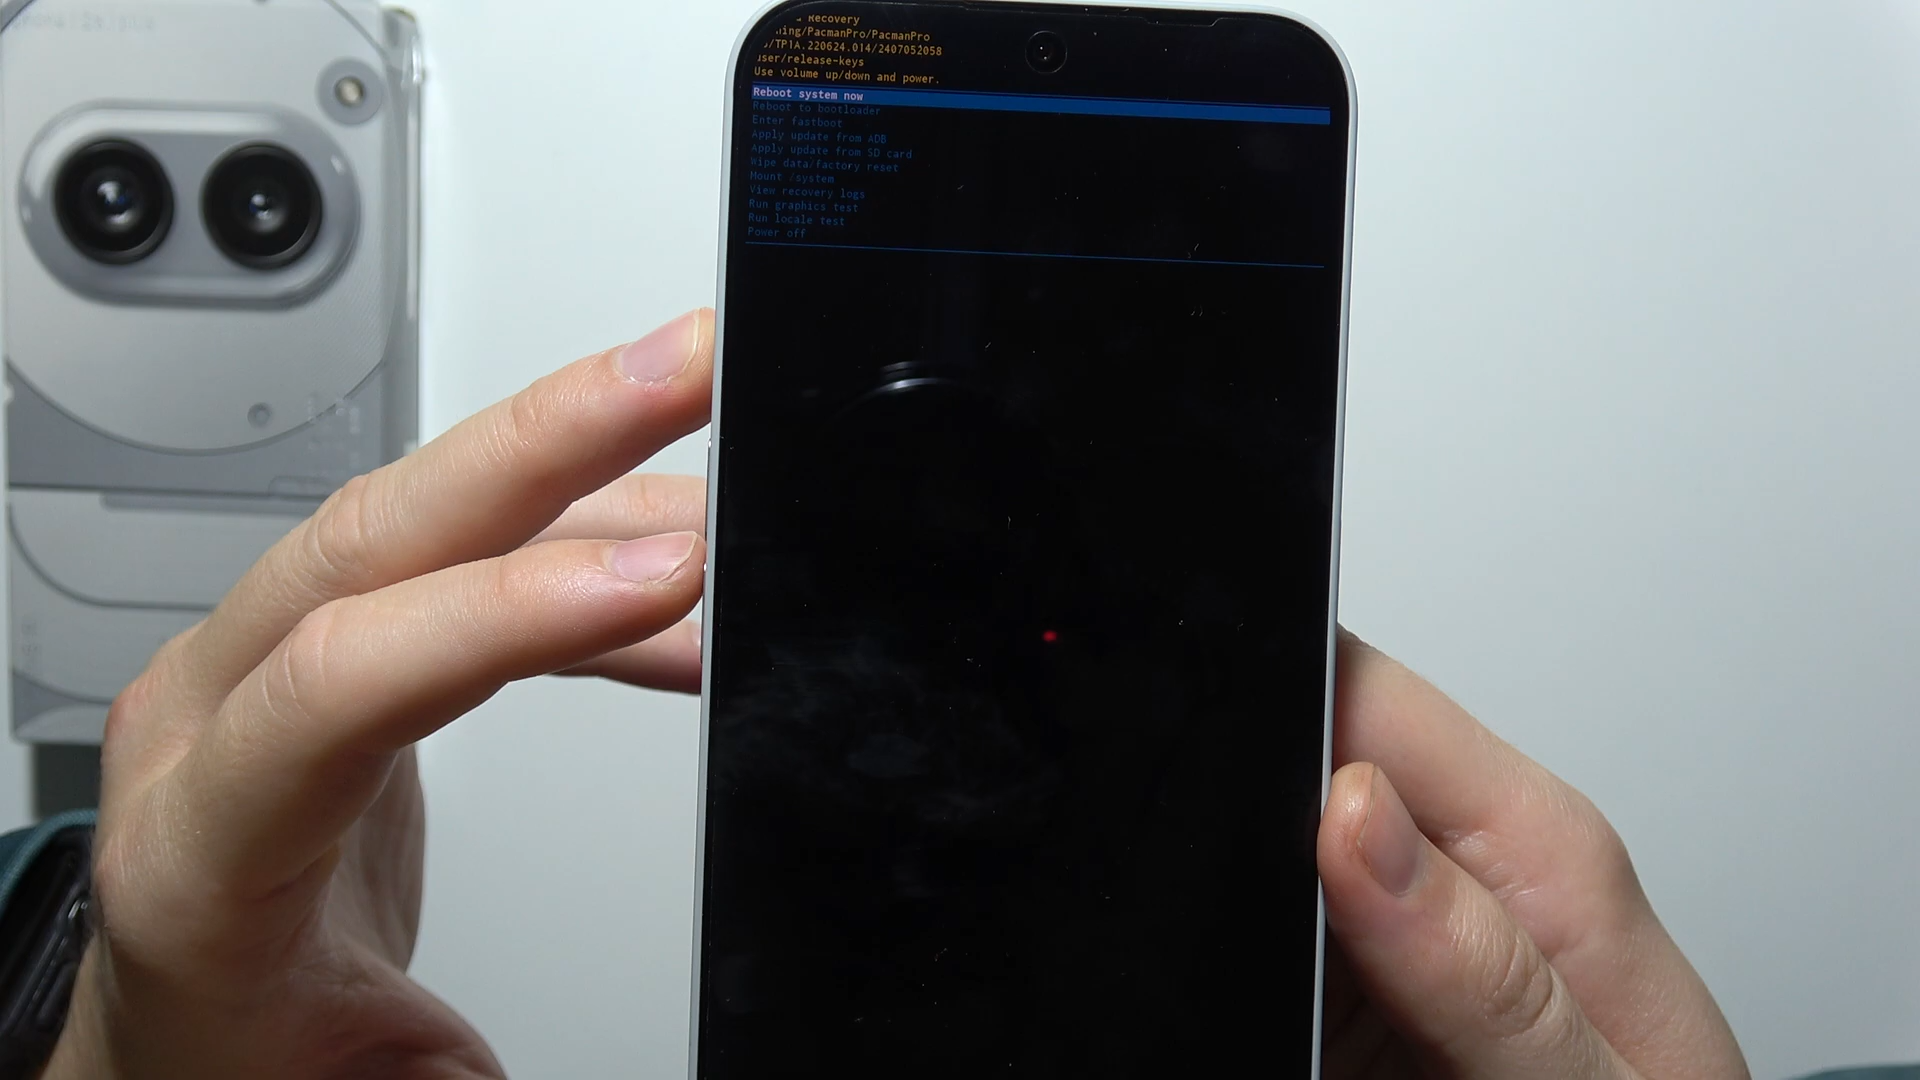 Recovery
/PacmanPro/PacmanPro
/TP1A.220624.014/2407052058
user/release-keys
Use volume up/down and power.
Reboot system now
Reboot to bootloader
Enter fastboot
Apply update from ADB
Apply update from SD card
Wipe data/factory reset
Mount /system
View recovery logs
Run graphics test
Run locale test
Power off